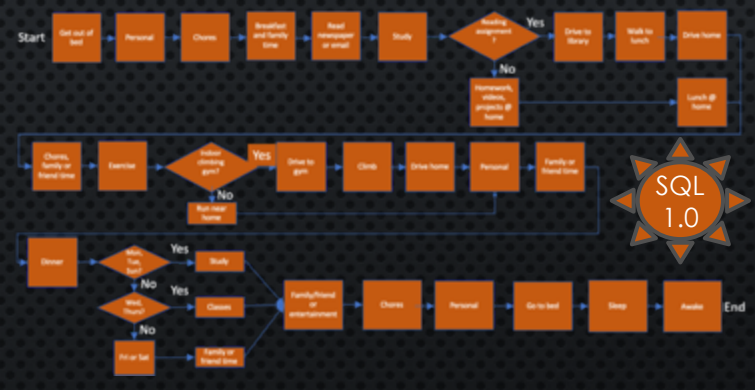 Start
Get out of
bed
Personal
Chores
Breakfast
and family
time
Read
newspaper
or email
Study
Reading
assignment
?
Yes
Drive to
library
Walk to
lunch
Drive home
No
Homework,
videos,
projects @
home
Lunch @
home
Chores,
family or
friend time
Exercise
Indoor
climbing
gym?
Yes
Drive to
gym
Climb
Drive home
Personal
Family or
friend time
No
Run near
home
SQL
1.0
Dinner
Mon,
Tue,
Sun?
Yes
Study
No
Wed,
Thurs?
Yes
Classes
No
Fri or Sat
Family or
friend time
Family/friend
or
entertainment
Chores
Personal
Go to bed
Sleep
Awake
End